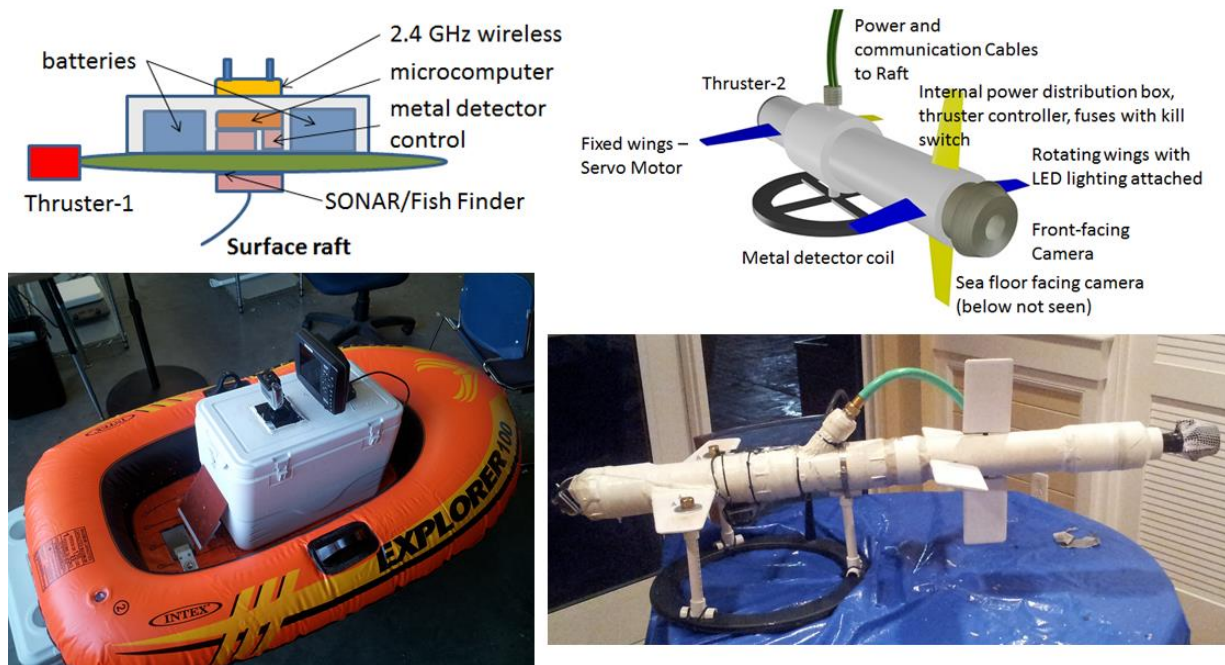 2.4 GHz wireless
batteries
microcomputer
metal detector
control
Thruster-1
SONAR/Fish Finder
Surface raft
Power and
communication Cables
to Raft
Thruster-2
Internal power distribution box,
thruster controller, fuses with kill
switch
Fixed wings –
Servo Motor
Rotating wings with
LED lighting attached
Front-facing
Camera
Metal detector coil
Sea floor facing camera
(below not seen)
INTEX
EXPLORER 100
INTEX
2